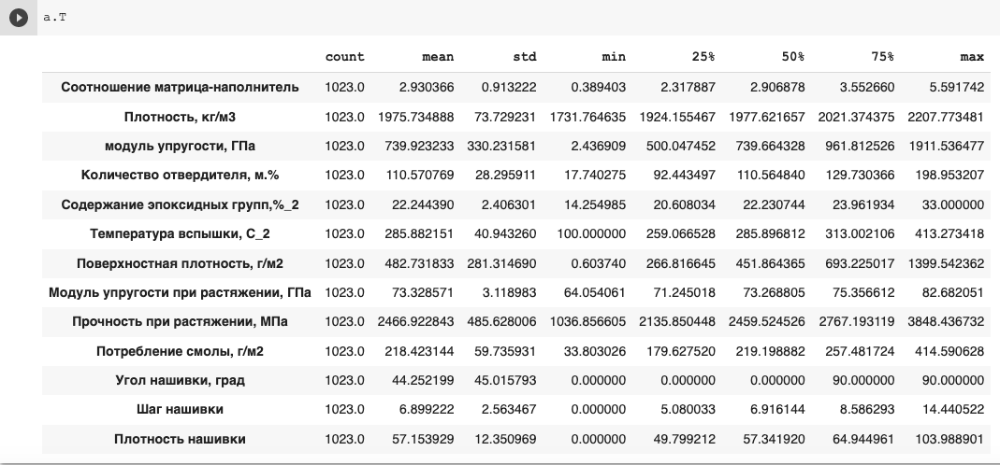 a.T
count mean std min 25% 50% 75% max
Соотношение матрица-наполнитель 1023.0 2.930366 0.913222 0.389403 2.317887 2.906878 3.552660 5.591742
Плотность, кг/м3 1023.0 1975.734888 73.729231 1731.764635 1924.155467 1977.621657 2021.374375 2207.773481
модуль упругости, ГПа 1023.0 739.923233 330.231581 2.436909 500.047452 739.664328 961.812526 1911.536477
Количество отвердителя, м.% 1023.0 110.570769 28.295911 17.740275 92.443497 110.564840 129.730366 198.953207
Содержание эпоксидных групп,%_2 1023.0 22.244390 2.406301 14.254985 20.608034 22.230744 23.961934 33.000000
Температура вспышки, С_2 1023.0 285.882151 40.943260 100.000000 259.066528 285.896812 313.002106 413.273418
Поверхностная плотность, г/м2 1023.0 482.731833 281.314690 0.603740 266.816645 451.864365 693.225017 1399.542362
Модуль упругости при растяжении, ГПа 1023.0 73.328571 3.118983 64.054061 71.245018 73.268805 75.356612 82.682051
Прочность при растяжении, МПа 1023.0 2466.922843 485.628006 1036.856605 2135.850448 2459.524526 2767.193119 3848.436732
Потребление смолы, г/м2 1023.0 218.423144 59.735931 33.803026 179.627520 219.198882 257.481724 414.590628
Угол нашивки, град 1023.0 44.252199 45.015793 0.000000 0.000000 0.000000 90.000000 90.000000
Шаг нашивки 1023.0 6.899222 2.563467 0.000000 5.080033 6.916144 8.586293 14.440522
Плотность нашивки 1023.0 57.153929 12.350969 0.000000 49.799212 57.341920 64.944961 103.988901